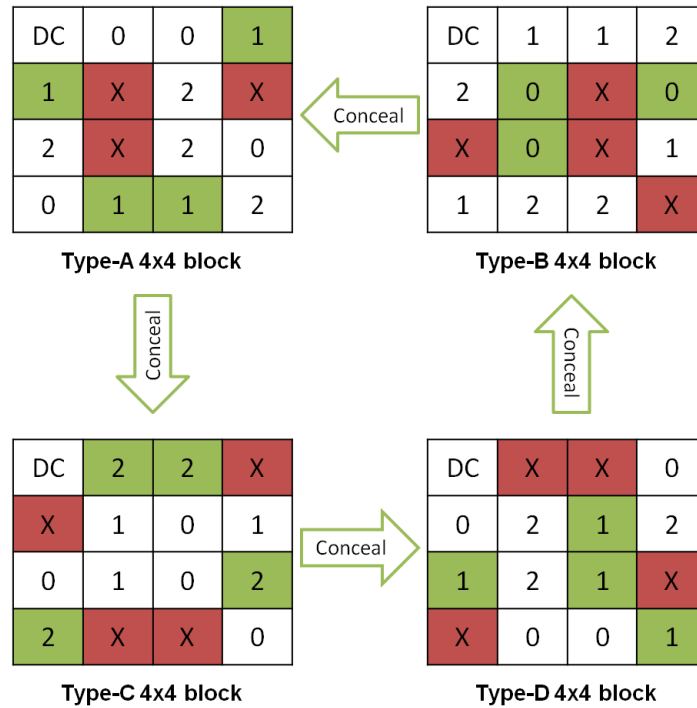 DC 0 0 1
1 X 2 X
2 X 2 0
0 1 1 2
Type-A 4x4 block
Conceal
DC 1 1 2
2 0 X 0
X 0 X 1
1 2 2 X
Type-B 4x4 block
Conceal
Conceal
DC 2 2 X
X 1 0 1
0 1 0 2
2 X X 0
Type-C 4x4 block
Conceal
DC X X 0
0 2 1 2
1 2 1 X
X 0 0 1
Type-D 4x4 block